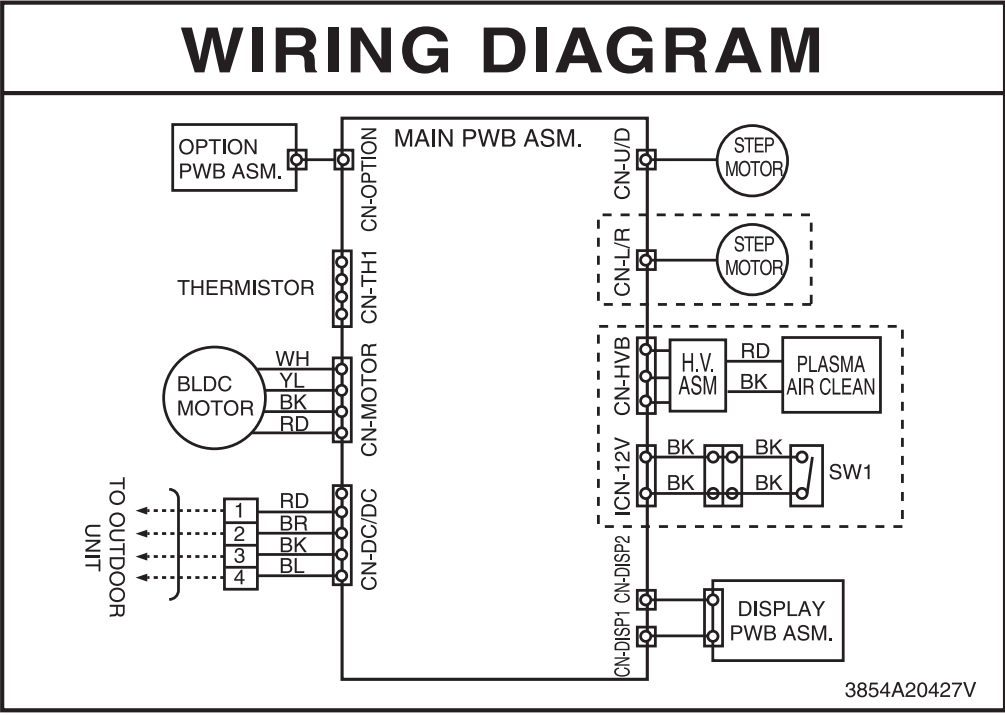 WIRING DIAGRAM
MAIN PWB ASM.
OPTION
PWB ASM.
CN-OPTION
THERMISTOR
CN-TH1
BLDC
MOTOR
WH
YL
BK
RD
CN-MOTOR
TO OUTDOOR
UNIT
1
2
3
4
RD
BR
BK
BL
CN-DC/DC
CN-U/D
STEP
MOTOR
CN-L/R
STEP
MOTOR
CN-HVB
H.V.
ASM
RD
BK
PLASMA
AIR CLEAN
ICN-12V
BK
BK
BK
BK
SW1
CN-DISP2
CN-DISP1
DISPLAY
PWB ASM.
3854A20427V